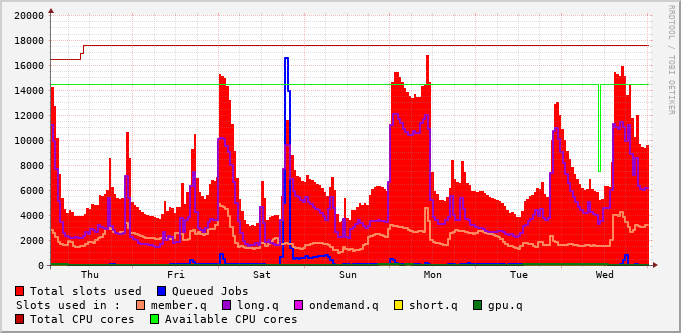 20000
18000
16000
14000
12000
10000
8000
6000
4000
2000
0
Thu Fri Sat Sun Mon Tue Wed
RRDTOOL / TOBI OETIKER
Total slots used Queued Jobs
Slots used in : member.q long.q ondemand.q short.q gpu.q
Total CPU cores Available CPU cores